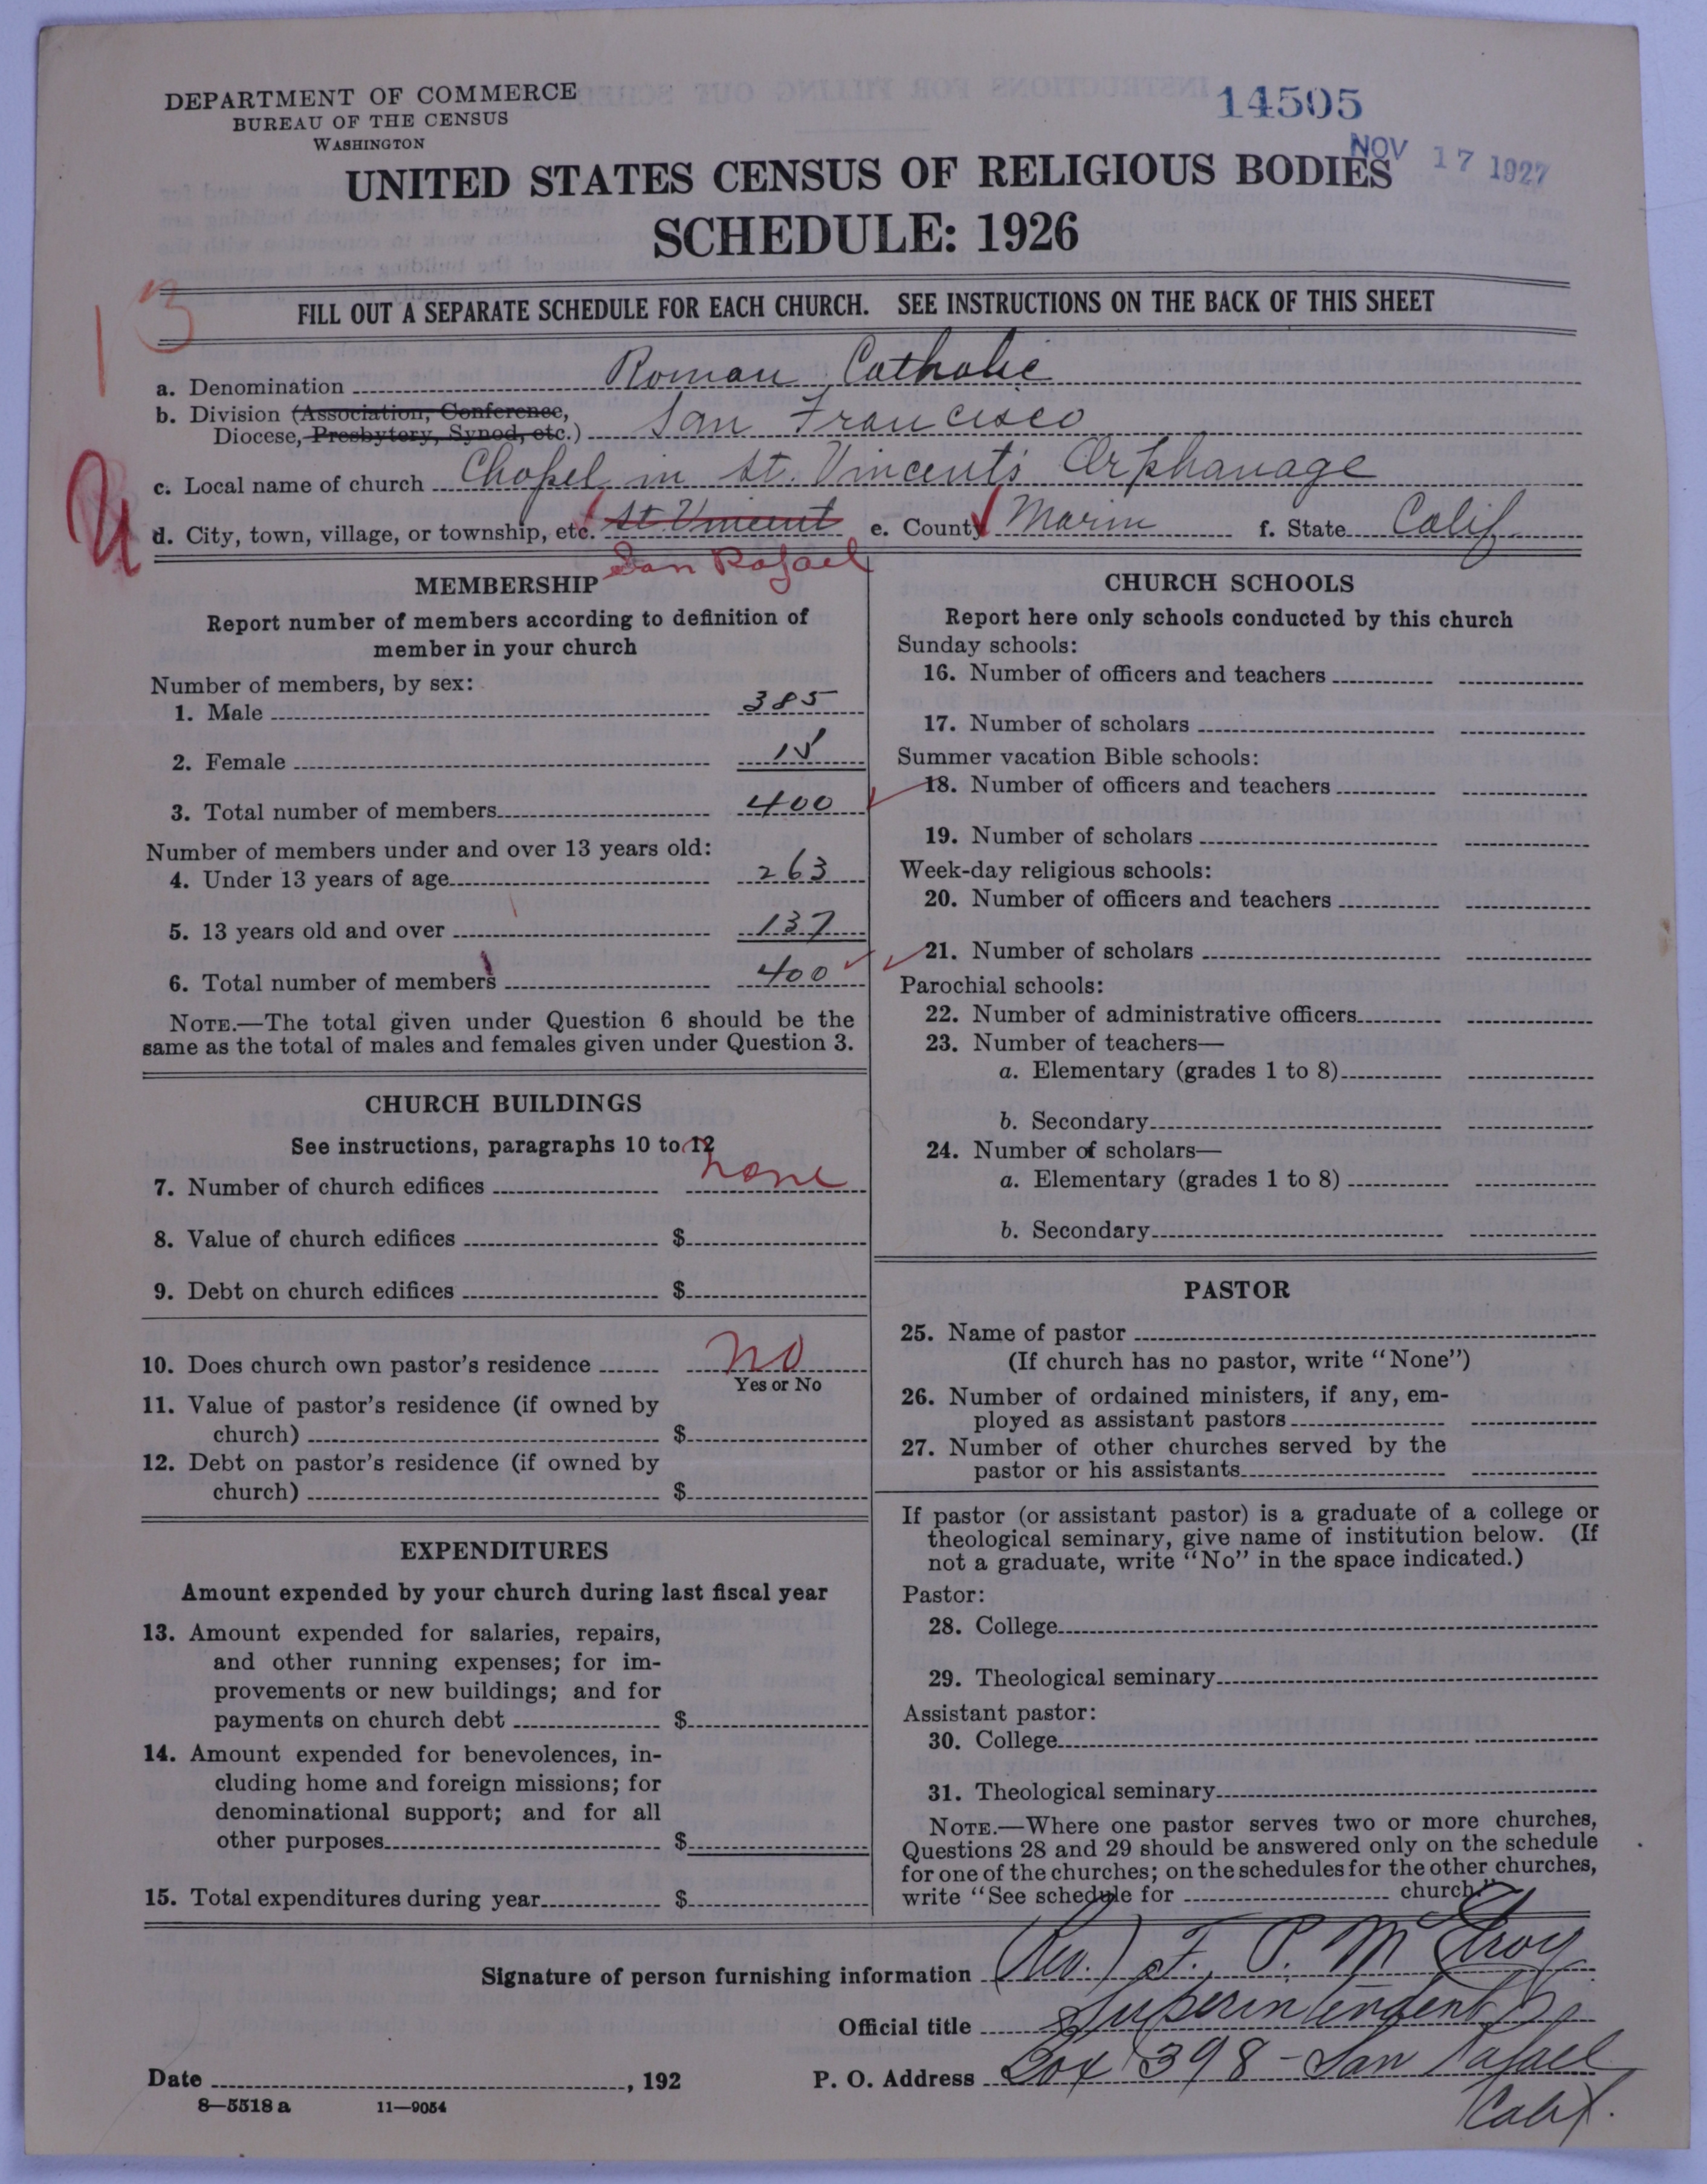 DEPARTMENT OF COMMERCE
BUREAU OF THE CENSUS
WASHINGTON
14505
NOV 17 1927
UNITED STATES CENSUS OF RELIGIOUS BODIES
SCHEDULE: 1926
13
FILL OUT A SEPARATE SCHEDULE FOR EACH CHURCH. SEE INSTRUCTIONS ON THE BACK OF THIS SHEET
a. Denomination Roman Catholic
b. Division (Association, Conference,
Diocese, Presbytery, Synod, etc.) San Francisco
c. Local name of church Chapel in St. Vincent's Orphanage
d. City, town, village, or township, etc. St. Vincent e. County Marin f. State Calif
San Rafael
MEMBERSHIP
Report number of members according to definition of
member in your church
Number of members, by sex:
1. Male 385
2. Female 15
3. Total number of members 400
Number of members under and over 13 years old:
4. Under 13 years of age 263
5. 13 years old and over 137
6. Total number of members 400
NOTE.—The total given under Question 6 should be the
same as the total of males and females given under Question 3.
CHURCH BUILDINGS
See instructions, paragraphs 10 to 12
7. Number of church edifices none
8. Value of church edifices $
9. Debt on church edifices $
10. Does church own pastor's residence no
Yes or No
11. Value of pastor's residence (if owned by
church) $
12. Debt on pastor's residence (if owned by
church) $
EXPENDITURES
Amount expended by your church during last fiscal year
13. Amount expended for salaries, repairs,
and other running expenses; for im-
provements or new buildings; and for
payments on church debt $
14. Amount expended for benevolences, in-
cluding home and foreign missions; for
denominational support; and for all
other purposes $
15. Total expenditures during year $
CHURCH SCHOOLS
Report here only schools conducted by this church
Sunday schools:
16. Number of officers and teachers
17. Number of scholars
Summer vacation Bible schools:
18. Number of officers and teachers
19. Number of scholars
Week-day religious schools:
20. Number of officers and teachers
21. Number of scholars
Parochial schools:
22. Number of administrative officers
23. Number of teachers—
a. Elementary (grades 1 to 8)
b. Secondary
24. Number of scholars—
a. Elementary (grades 1 to 8)
b. Secondary
PASTOR
25. Name of pastor
(If church has no pastor, write "None")
26. Number of ordained ministers, if any, em-
ployed as assistant pastors
27. Number of other churches served by the
pastor or his assistants
If pastor (or assistant pastor) is a graduate of a college or
theological seminary, give name of institution below. (If
not a graduate, write "No" in the space indicated.)
Pastor:
28. College
29. Theological seminary
Assistant pastor:
30. College
31. Theological seminary
NOTE.—Where one pastor serves two or more churches,
Questions 28 and 29 should be answered only on the schedule
for one of the churches; on the schedules for the other churches,
write "See schedule for church."
Signature of person furnishing information (Rev.) F. P. McElroy
Official title Superintendent
Date , 192 P. O. Address Box 398 - San Rafael
Calif.
8—5518 a 11—9054